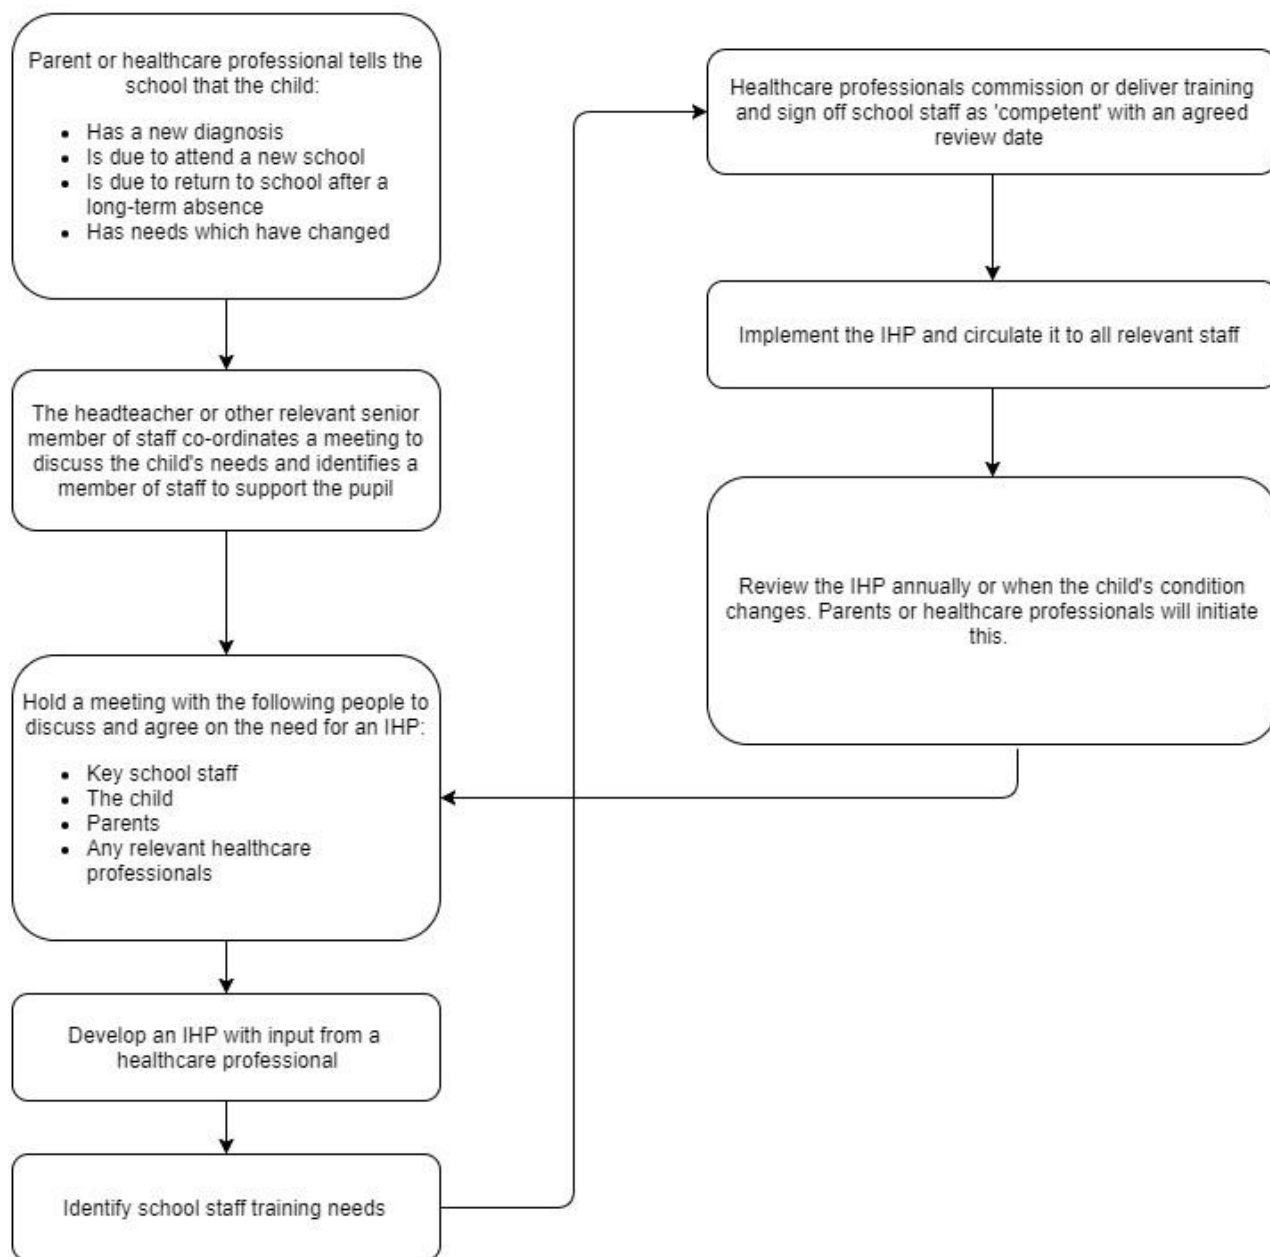 Parent or healthcare professional tells the
school that the child:
• Has a new diagnosis
• Is due to attend a new school
• Is due to return to school after a
long-term absence
• Has needs which have changed
The headteacher or other relevant senior
member of staff co-ordinates a meeting to
discuss the child's needs and identifies a
member of staff to support the pupil
Hold a meeting with the following people to
discuss and agree on the need for an IHP:
• Key school staff
• The child
• Parents
• Any relevant healthcare
professionals
Develop an IHP with input from a
healthcare professional
Identify school staff training needs
Healthcare professionals commission or deliver training
and sign off school staff as 'competent' with an agreed
review date
Implement the IHP and circulate it to all relevant staff
Review the IHP annually or when the child's condition
changes. Parents or healthcare professionals will initiate
this.